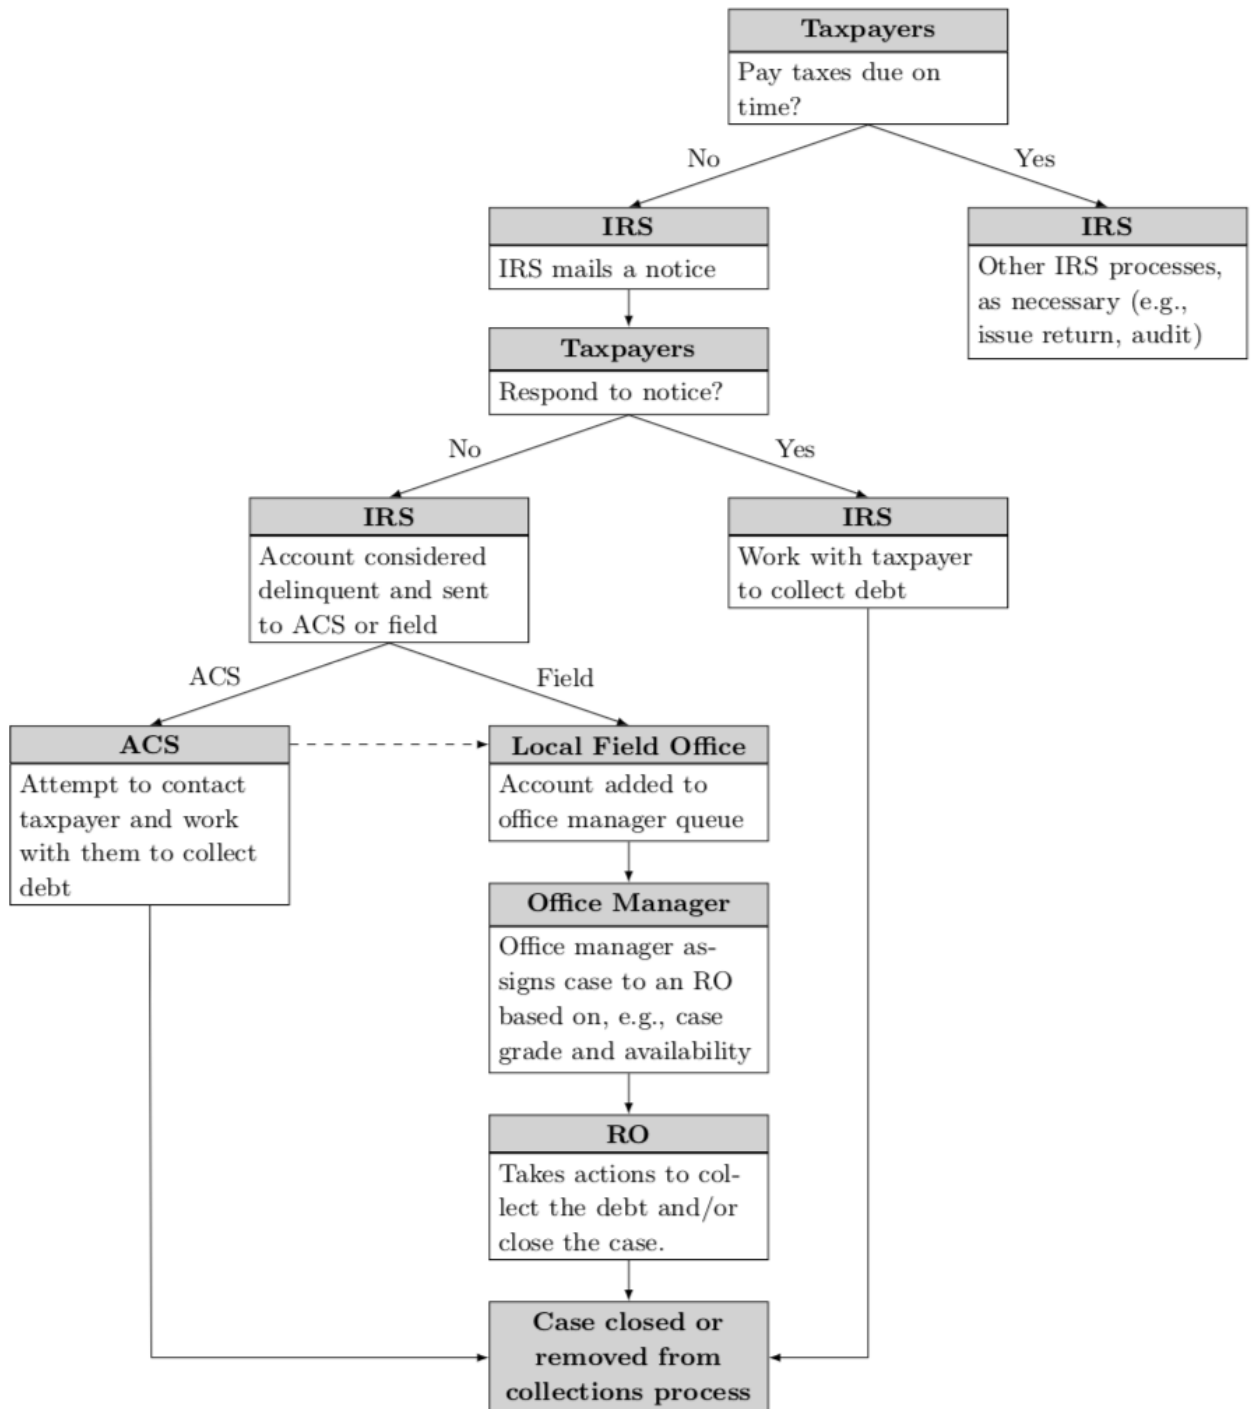 Taxpayers
Pay taxes due on
time?
No
Yes
IRS
IRS mails a notice
IRS
Other IRS processes,
as necessary (e.g.,
issue return, audit)
Taxpayers
Respond to notice?
No
Yes
IRS
Account considered
delinquent and sent
to ACS or field
IRS
Work with taxpayer
to collect debt
ACS
Field
ACS
Attempt to contact
taxpayer and work
with them to collect
debt
Local Field Office
Account added to
office manager queue
Office Manager
Office manager as-
signs case to an RO
based on, e.g., case
grade and availability
RO
Takes actions to col-
lect the debt and/or
close the case.
Case closed or
removed from
collections process